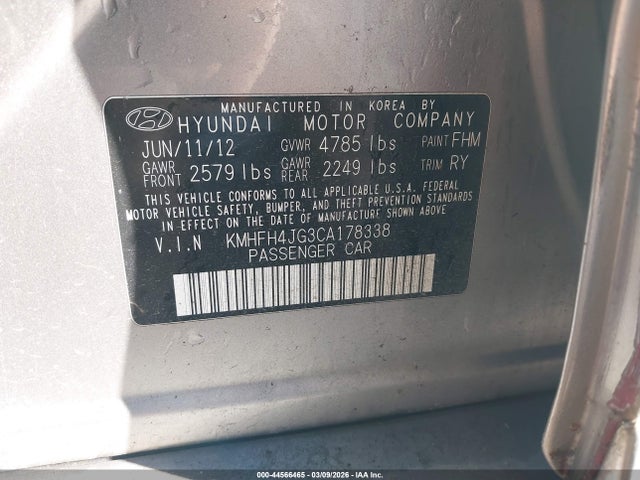 MANUFACTURED IN KOREA BY
HYUNDAI MOTOR COMPANY
JUN/11/12 GVWR 4785 lbs PAINT FHM
GAWR FRONT 2579 lbs GAWR REAR 2249 lbs TRIM RY
THIS VEHICLE CONFORMS TO ALL APPLICABLE U.S.A. FEDERAL
MOTOR VEHICLE SAFETY, BUMPER, AND THEFT PREVENTION STANDARDS
IN EFFECT ON THE DATE OF MANUFACTURE SHOWN ABOVE.
V.I.N KMHFH4JG3CA178338
PASSENGER CAR
000-44566465 - 03/09/2026 - IAA Inc.